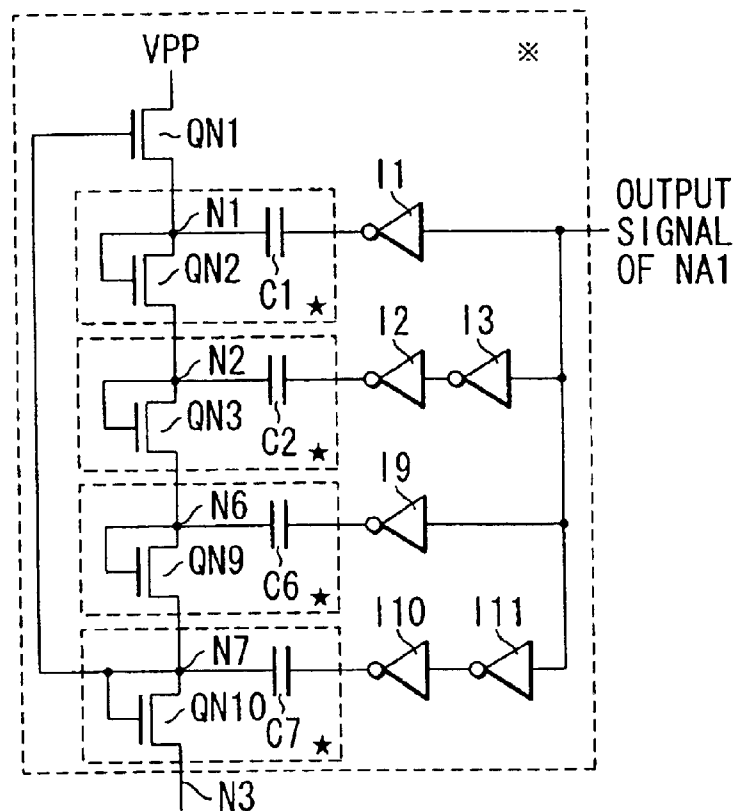 VPP
※
QN1
N1
I1
OUTPUT
SIGNAL
OF NA1
QN2
C1
★
N2
I2
I3
QN3
C2
★
N6
I9
QN9
C6
★
N7
I10
I11
QN10
C7
★
N3